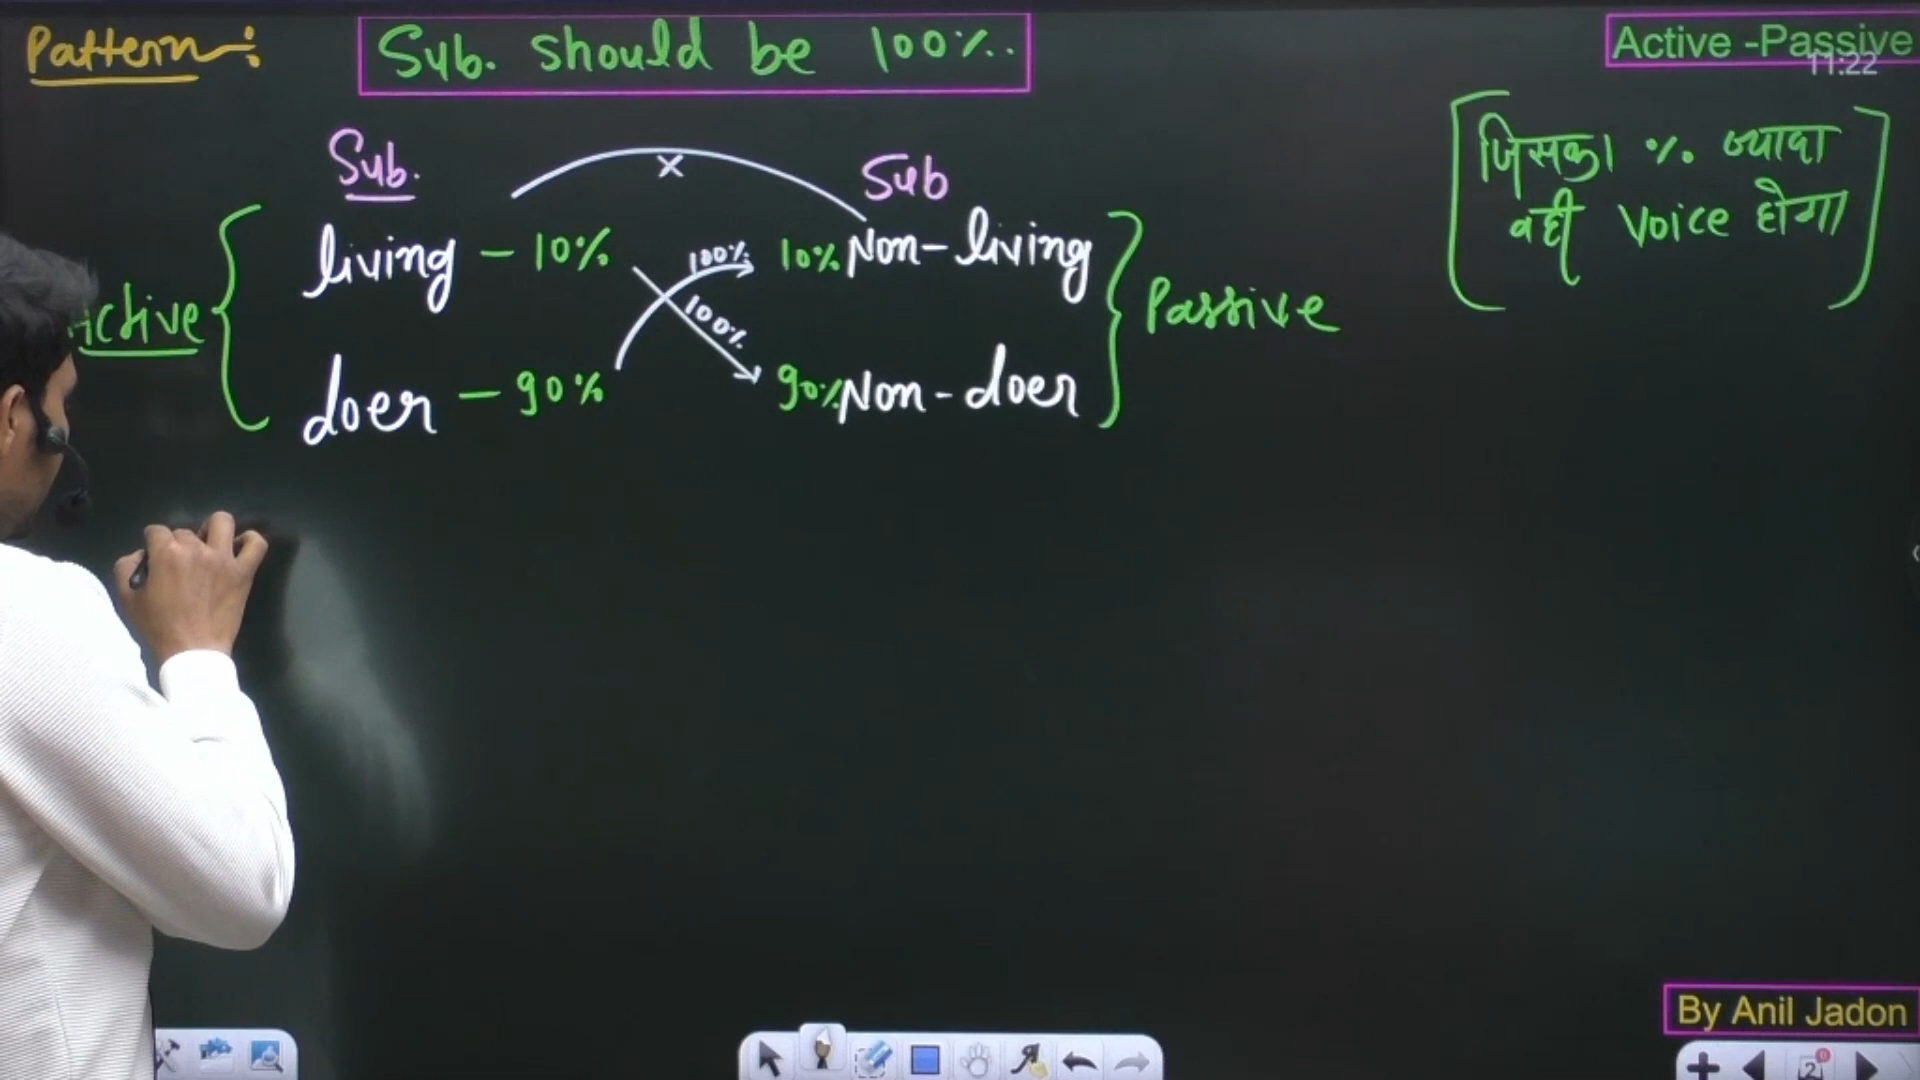 Pattern :
Sub. should be 100%.
Active -Passive
11:22
Sub.
×
Sub
जिसका % ज्यादा
वही Voice होगा
living - 10%
100%
10% Non-living
100%
Active
Passive
doer - 90%
90% Non-doer
By Anil Jadon
2